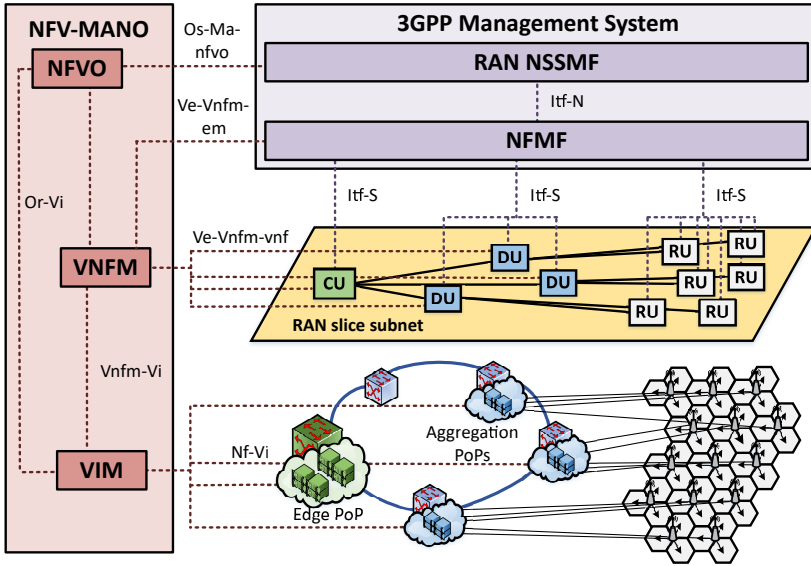 NFV-MANO
Os-Ma-
nfvo
3GPP Management System
NFVO
RAN NSSMF
Itf-N
Ve-Vnfm-
em
NFMF
Or-Vi
Itf-S
Itf-S
Itf-S
Ve-Vnfm-vnf
VNFM
CU
DU
DU
DU
RU
RU
RU
RU
RU
RU
RAN slice subnet
Vnfm-Vi
Nf-Vi
Aggregation
PoPs
VIM
Edge PoP